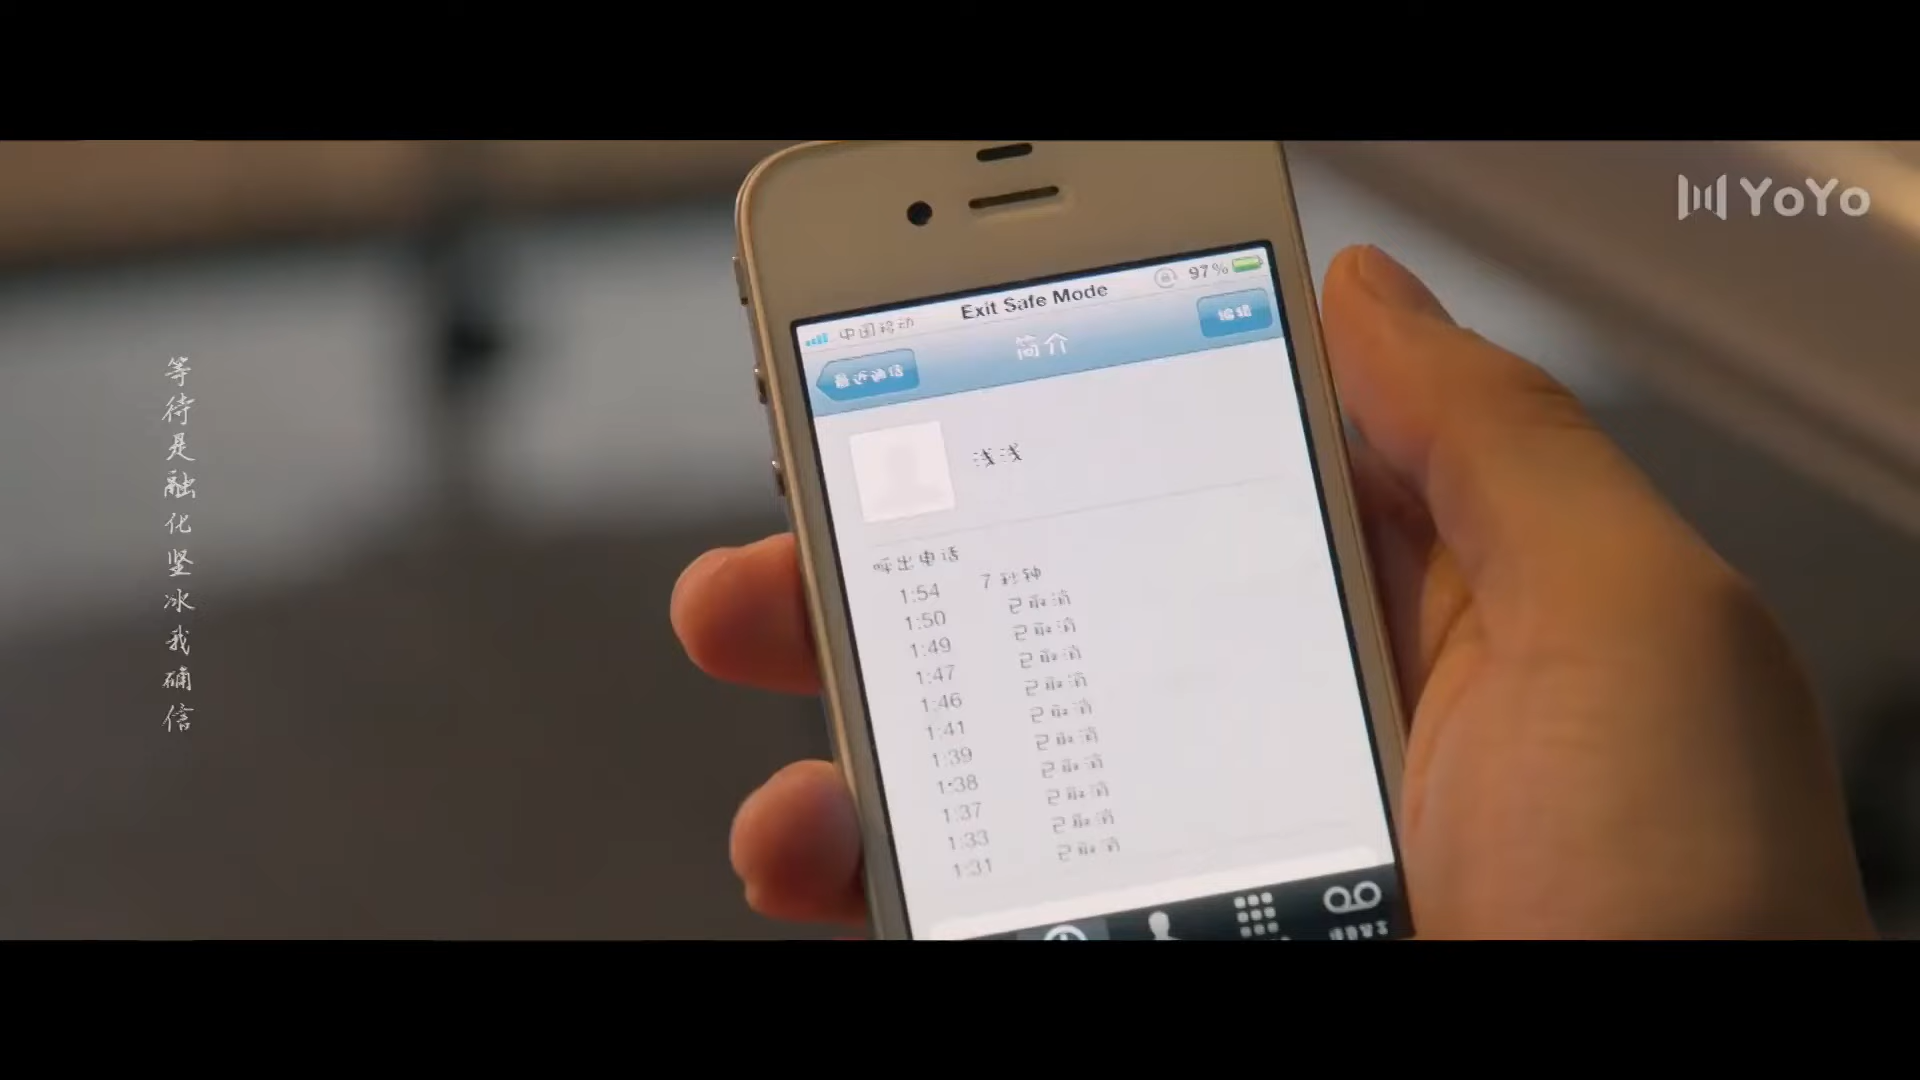 YoYo
等待是融化坚冰我确信
中国移动 Exit Safe Mode 97%
最近通话 简介 编辑
浅浅
呼出电话
1:54 7 秒钟
1:50 已取消
1:49 已取消
1:47 已取消
1:46 已取消
1:41 已取消
1:39 已取消
1:38 已取消
1:37 已取消
1:33 已取消
1:31 已取消